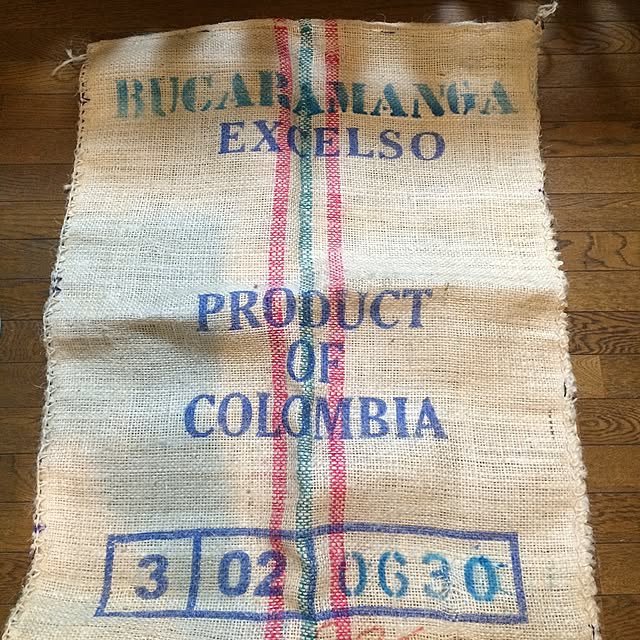 BUCARAMANGA
EXCELSO
PRODUCT
OF
COLOMBIA
3 02 0630